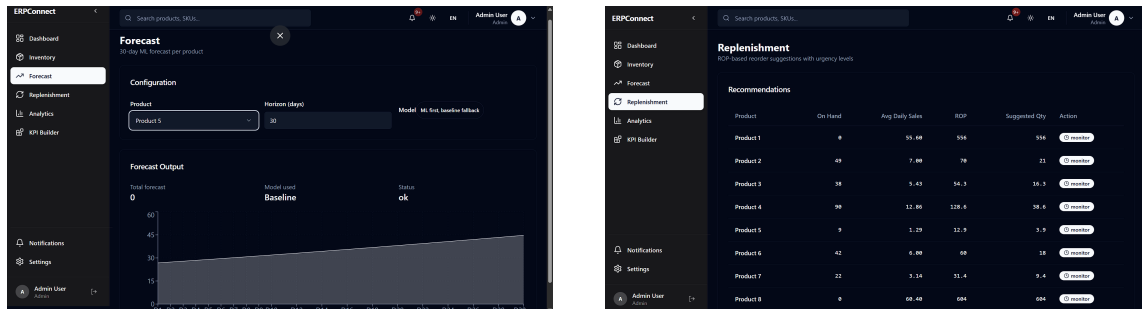 ERPConnect
Search products, SKUs...
9+
EN
Admin User
Admin
A
Dashboard
Inventory
Forecast
Replenishment
Analytics
KPI Builder
Notifications
Settings
A
Admin User
Admin
Forecast
30-day ML forecast per product
Configuration
Product
Horizon (days)
Product 5
30
Model ML first, baseline fallback
Forecast Output
Total forecast
Model used
Status
0
Baseline
ok
60
45
30
15
0
ERPConnect
Search products, SKUs...
9+
EN
Admin User
Admin
A
Dashboard
Inventory
Forecast
Replenishment
Analytics
KPI Builder
Notifications
Settings
A
Admin User
Admin
Replenishment
ROP-based reorder suggestions with urgency levels
Recommendations
Product On Hand Avg Daily Sales ROP Suggested Qty Action
Product 1 0 55.60 556 556 monitor
Product 2 49 7.00 70 21 monitor
Product 3 38 5.43 54.3 16.3 monitor
Product 4 90 12.86 128.6 38.6 monitor
Product 5 9 1.29 12.9 3.9 monitor
Product 6 42 6.00 60 18 monitor
Product 7 22 3.14 31.4 9.4 monitor
Product 8 0 60.40 604 604 monitor